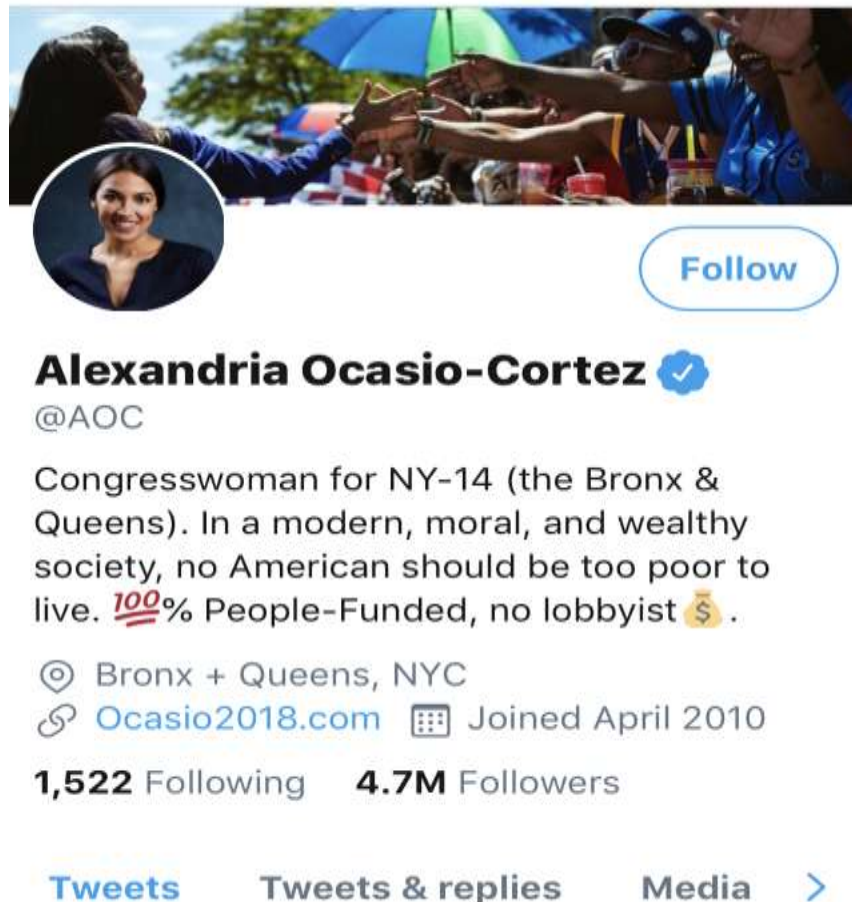 Follow
Alexandria Ocasio-Cortez
@AOC
Congresswoman for NY-14 (the Bronx &
Queens). In a modern, moral, and wealthy
society, no American should be too poor to
live. 💯% People-Funded, no lobbyist💰.
Bronx + Queens, NYC
Ocasio2018.com Joined April 2010
1,522 Following 4.7M Followers
Tweets Tweets & replies Media